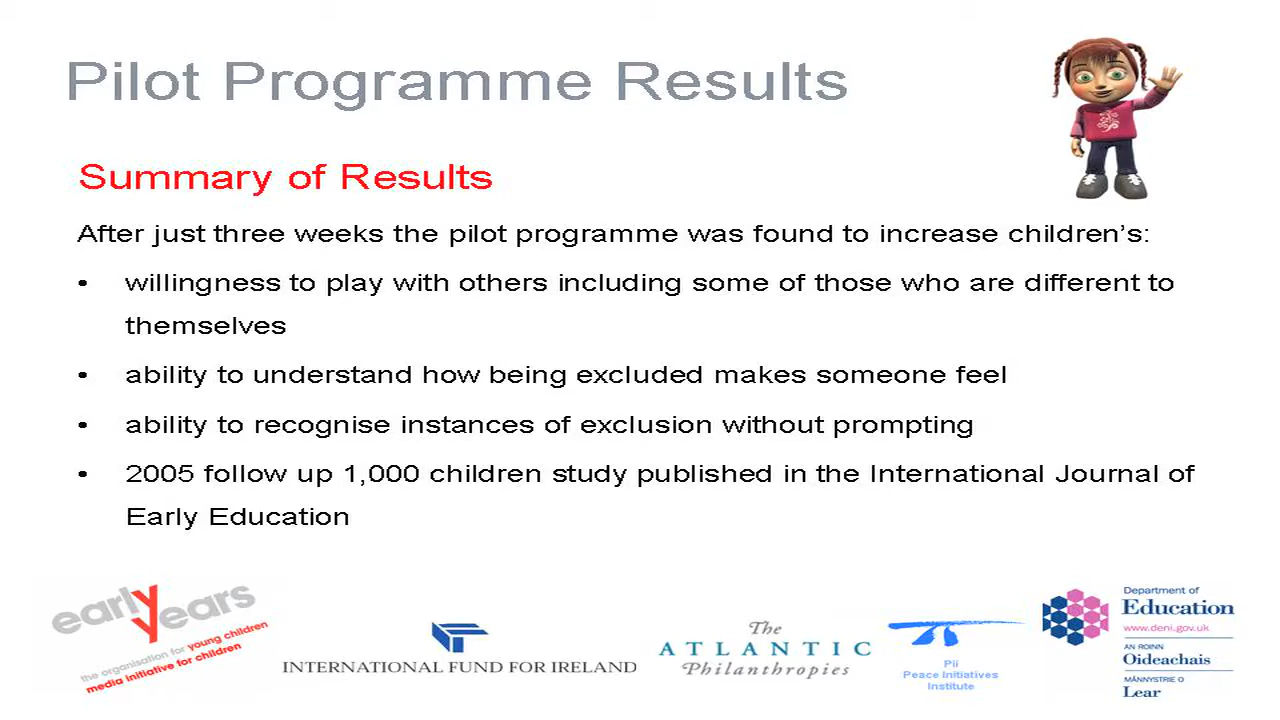 Pilot Programme Results
Summary of Results
After just three weeks the pilot programme was found to increase children's:
• willingness to play with others including some of those who are different to
themselves
• ability to understand how being excluded makes someone feel
• ability to recognise instances of exclusion without prompting
• 2005 follow up 1,000 children study published in the International Journal of
Early Education
early years
the organisation for young children
media initiative for children
INTERNATIONAL FUND FOR IRELAND
The
ATLANTIC
Philanthropies
Pii
Peace Initiatives
Institute
Department of
Education
www.deni.gov.uk
AN ROINN
Oideachais
MÄNNYSTRIE O
Lear